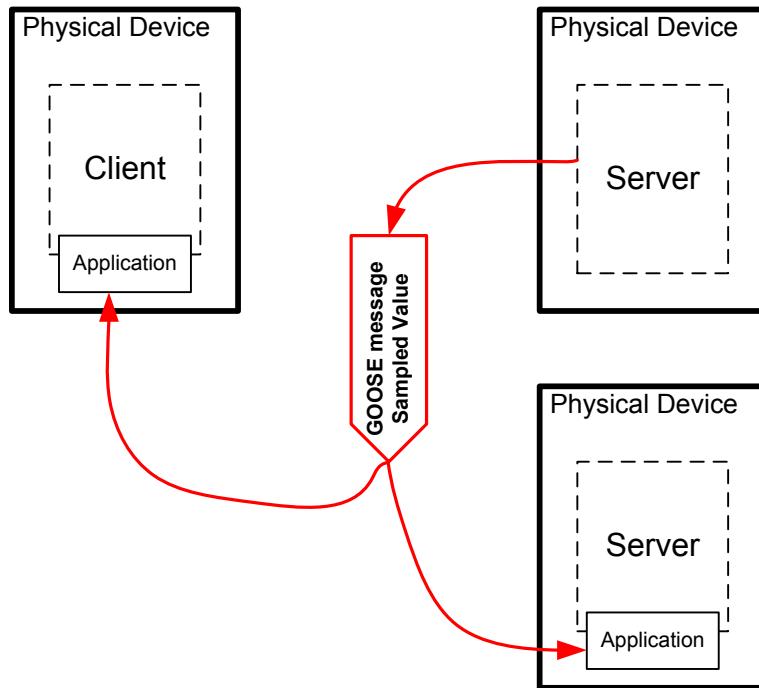 Physical Device
Client
Application
Physical Device
Server
GOOSE message
Sampled Value
Physical Device
Server
Application